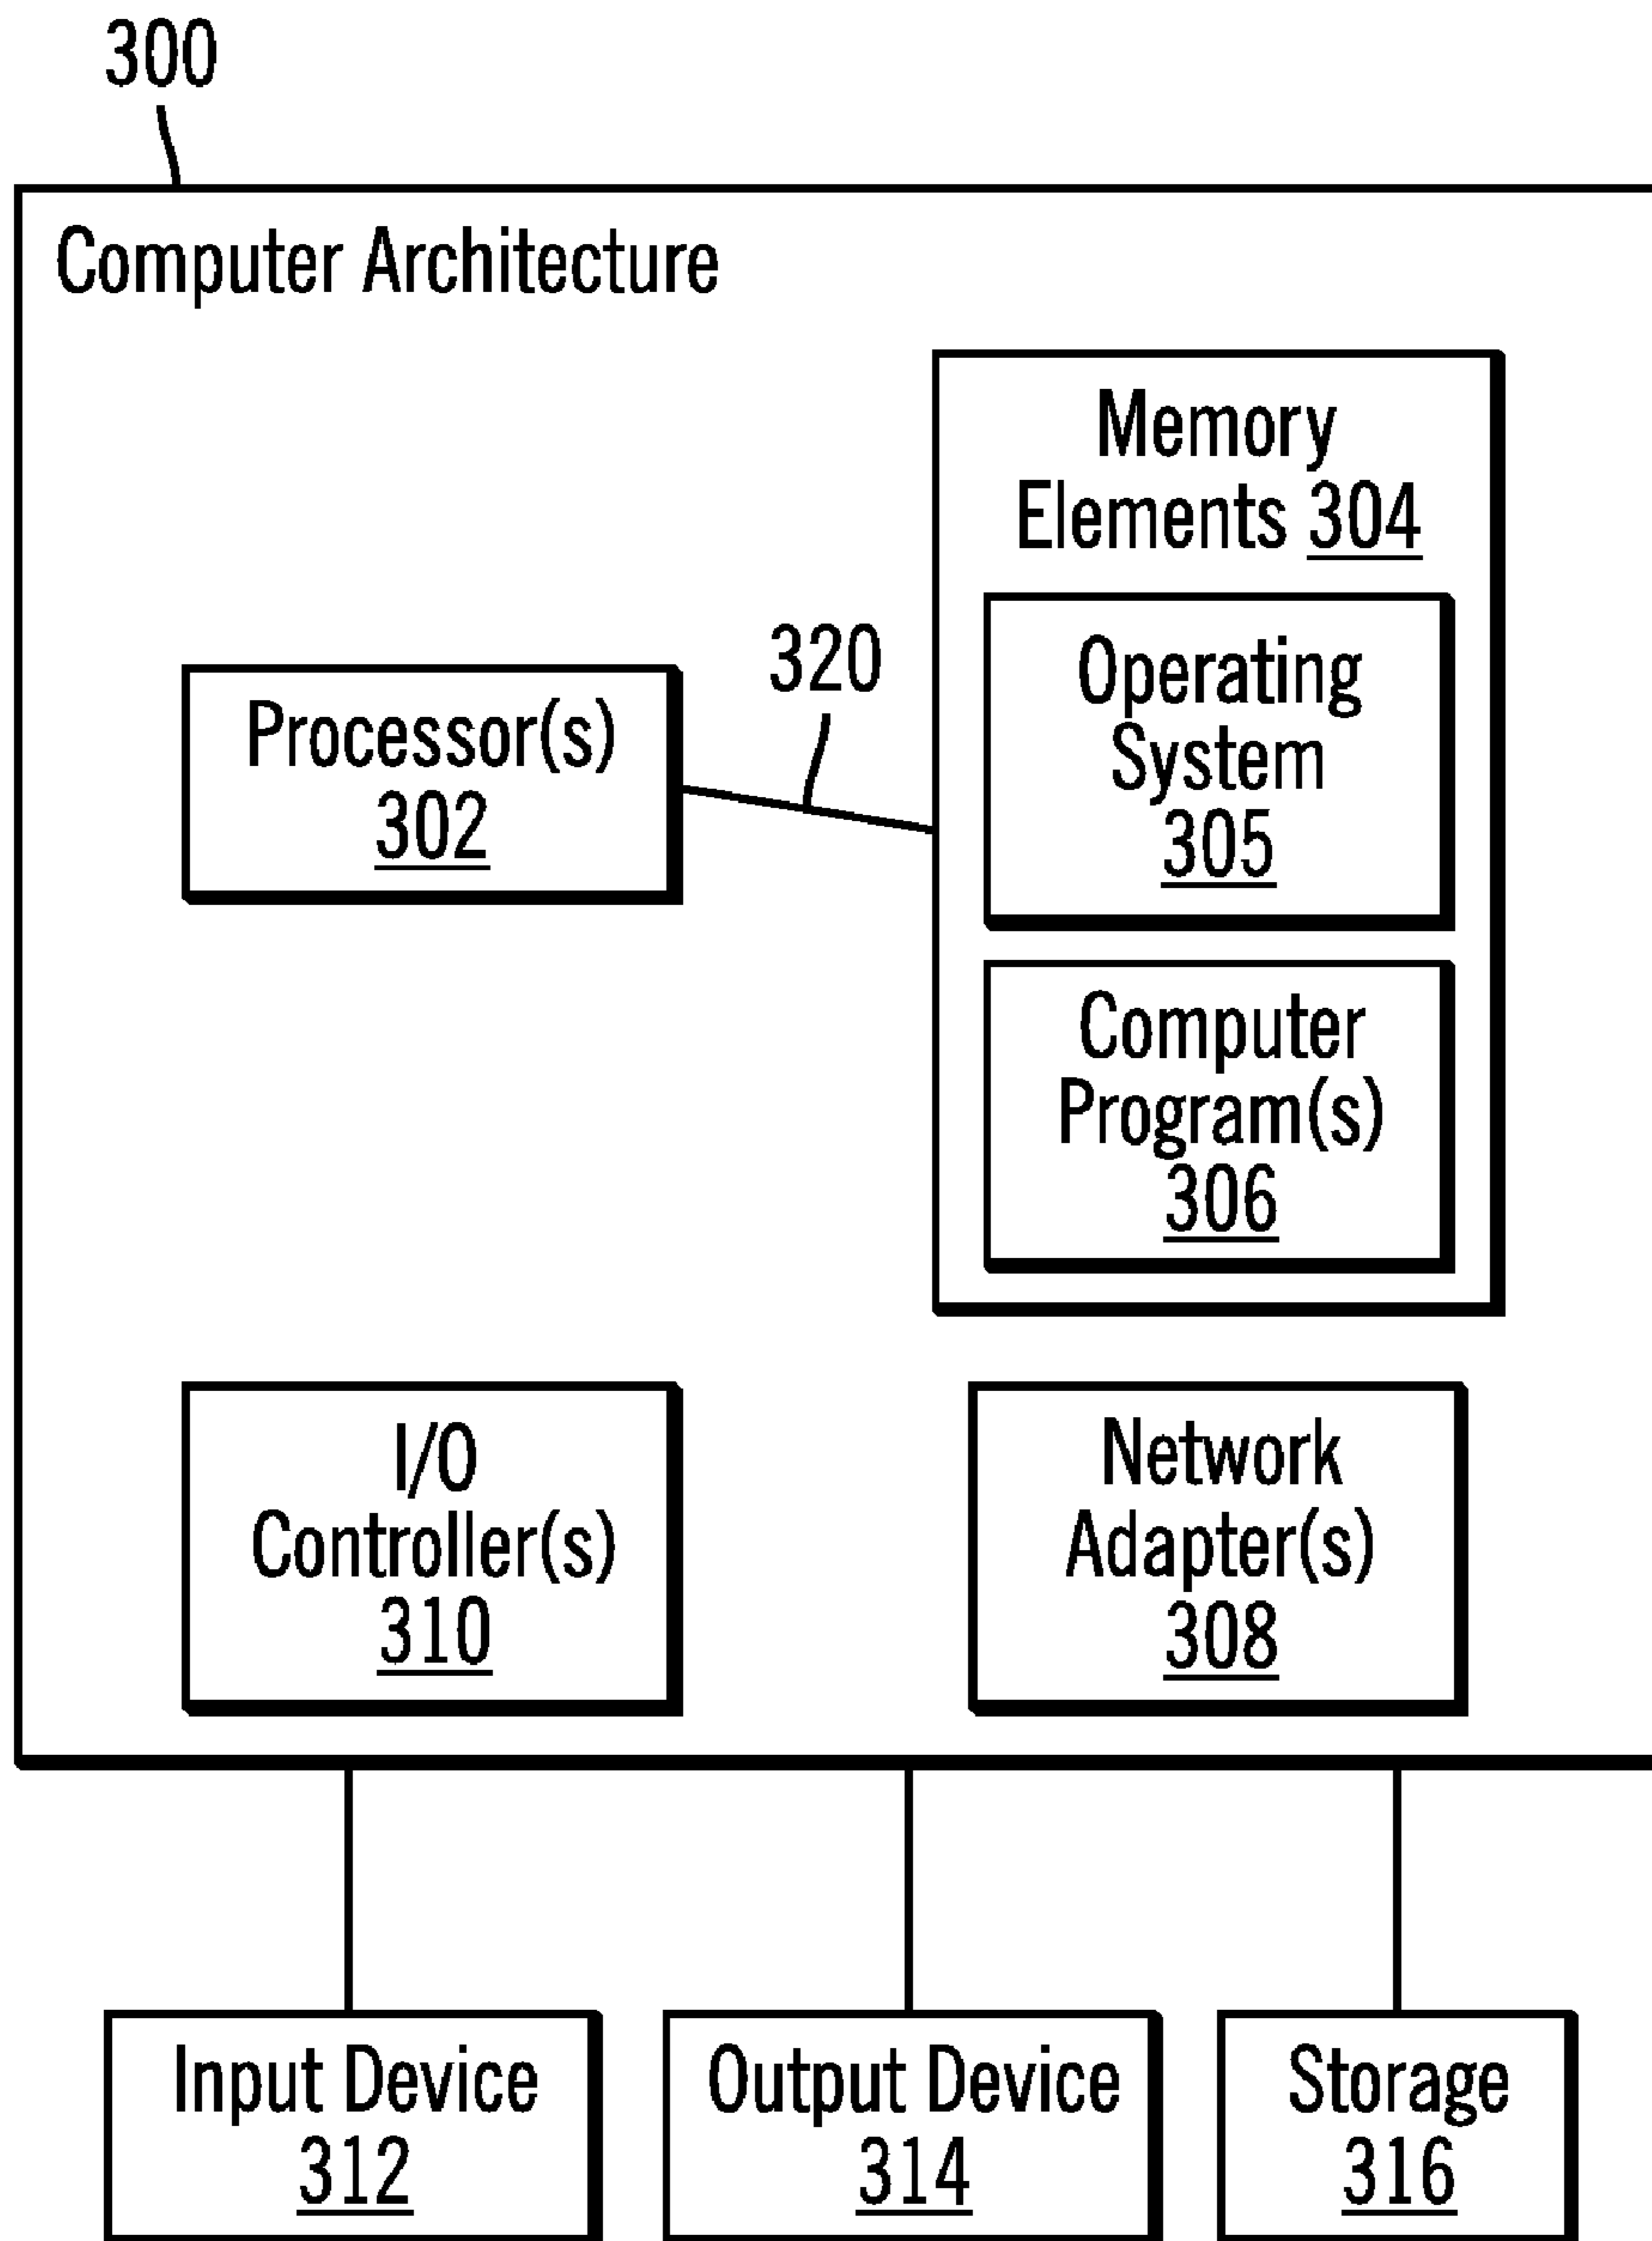 300
Computer Architecture
Memory
Elements 304
Operating
System
305
320
Processor(s)
302
Computer
Program(s)
306
I/O
Controller(s)
310
Network
Adapter(s)
308
Input Device
312
Output Device
314
Storage
316